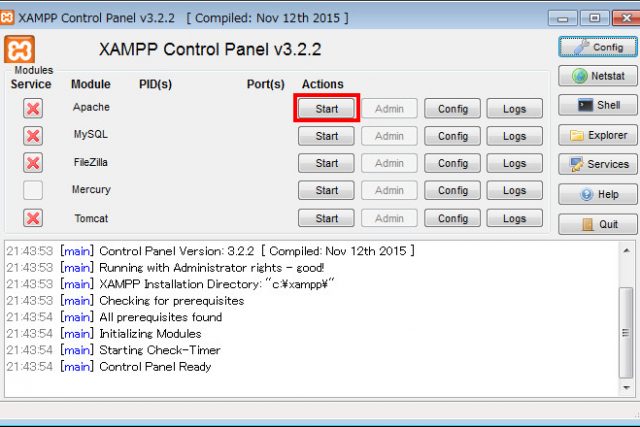 XAMPP Control Panel v3.2.2 [ Compiled: Nov 12th 2015 ]
XAMPP Control Panel v3.2.2
Config
Modules
Service Module PID(s) Port(s) Actions
Netstat
Apache Start Admin Config Logs
Shell
MySQL Start Admin Config Logs
Explorer
FileZilla Start Admin Config Logs
Services
Mercury Start Admin Config Logs
Help
Tomcat Start Admin Config Logs
Quit
21:43:53 [main] Control Panel Version: 3.2.2 [ Compiled: Nov 12th 2015 ]
21:43:53 [main] Running with Administrator rights - good!
21:43:53 [main] XAMPP Installation Directory: "c:¥xampp¥"
21:43:53 [main] Checking for prerequisites
21:43:54 [main] All prerequisites found
21:43:54 [main] Initializing Modules
21:43:54 [main] Starting Check-Timer
21:43:54 [main] Control Panel Ready